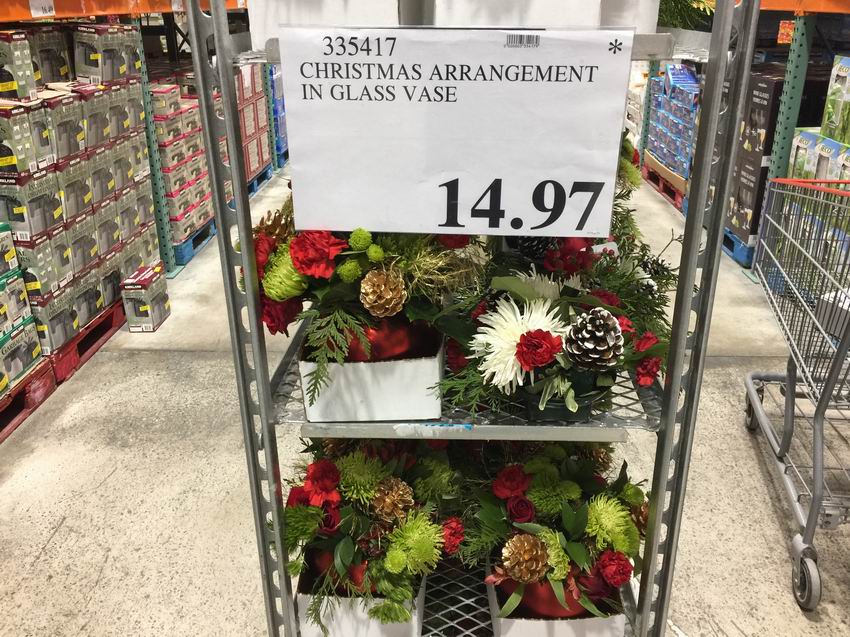 335417
*
CHRISTMAS ARRANGEMENT
IN GLASS VASE
14.97